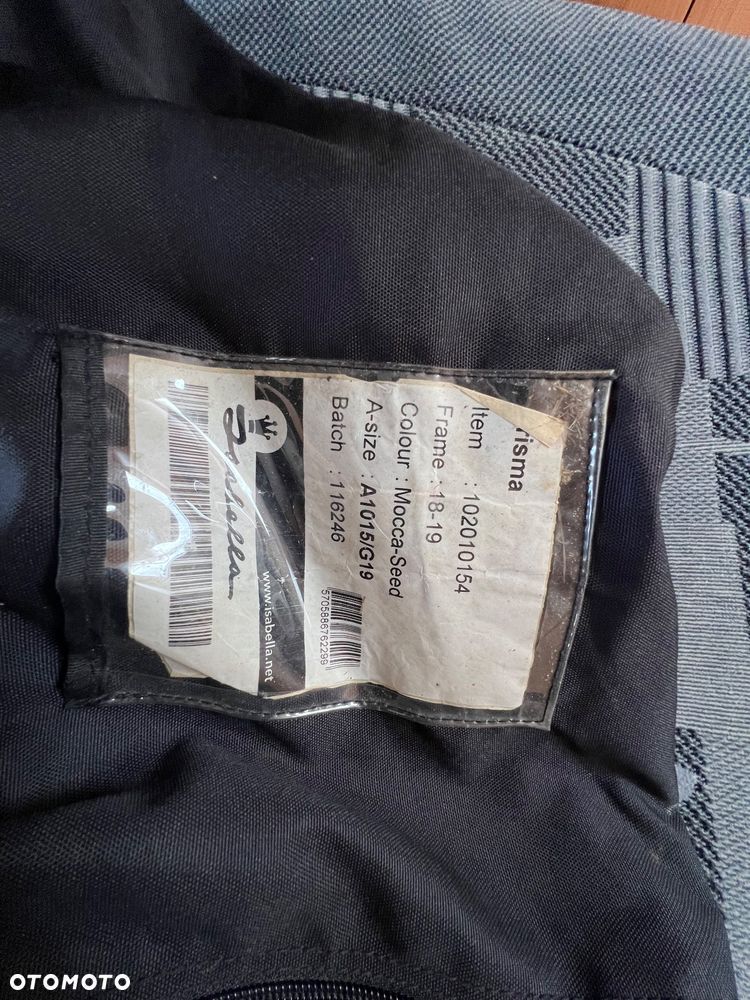 risma
Item : 102010154
Frame : 18-19
Colour : Mocca-Seed
A-size : A1015/G19
Batch : 116246
5705886762299
Isabella
www.isabella.net
OTOMOTO